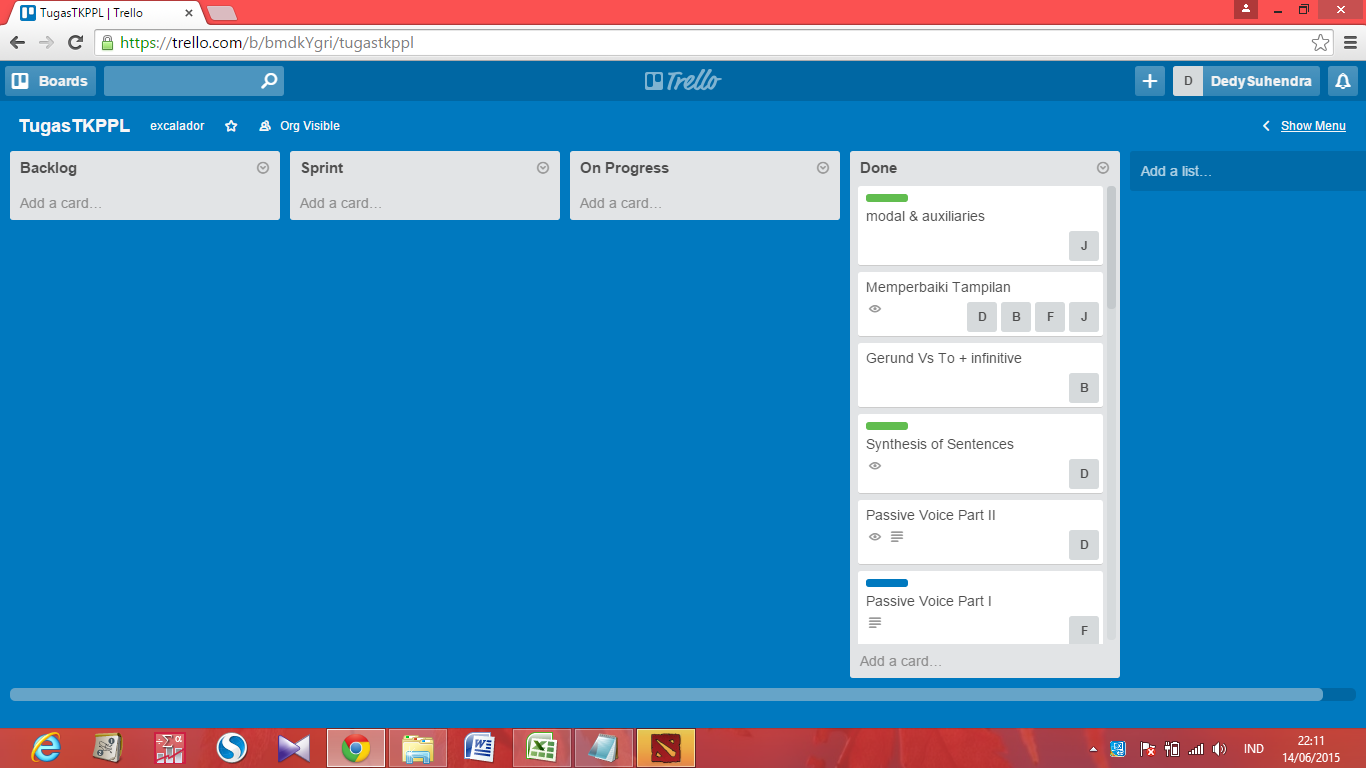 TugasTKPPL | Trello
https://trello.com/b/bmdkYgri/tugastkppl
Boards
Trello
D
DedySuhendra
TugasTKPPL
excalador
Org Visible
Show Menu
Backlog
Add a card...
Sprint
Add a card...
On Progress
Add a card...
Done
modal & auxiliaries
J
Memperbaiki Tampilan
D B F J
Gerund Vs To + infinitive
B
Synthesis of Sentences
D
Passive Voice Part II
D
Passive Voice Part I
F
Add a card...
Add a list...
IND
22:11
14/06/2015